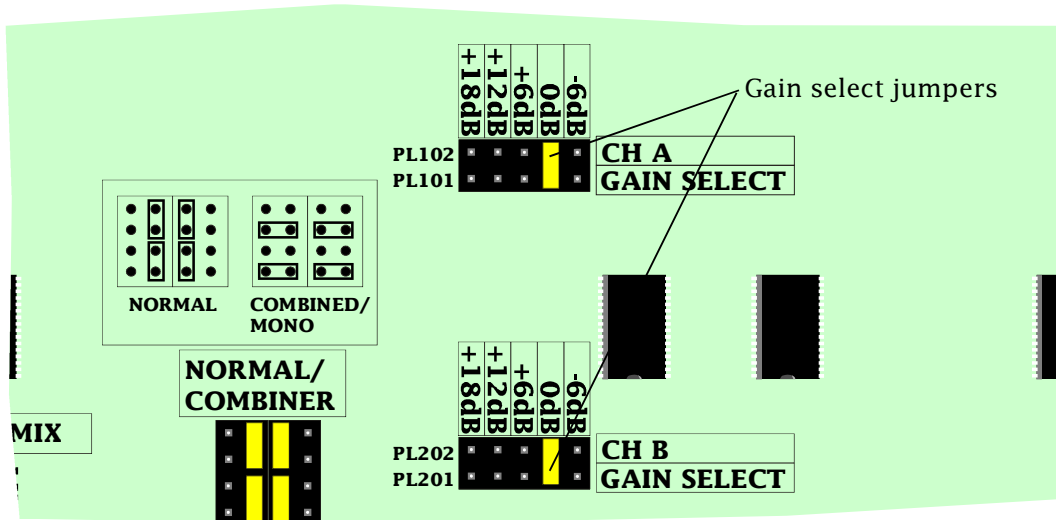 +18dB
+12dB
+6dB
0dB
-6dB
Gain select jumpers
PL102
CH A
PL101
GAIN SELECT
NORMAL
COMBINED/
MONO
NORMAL/
COMBINER
+18dB
+12dB
+6dB
0dB
-6dB
MIX
PL202
CH B
PL201
GAIN SELECT